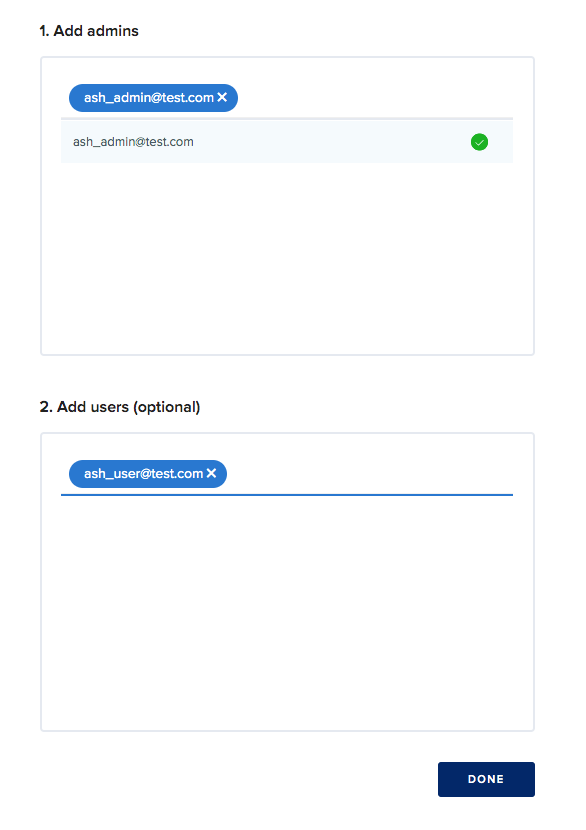 1. Add admins
ash_admin@test.com ✕
ash_admin@test.com
2. Add users (optional)
ash_user@test.com ✕
DONE